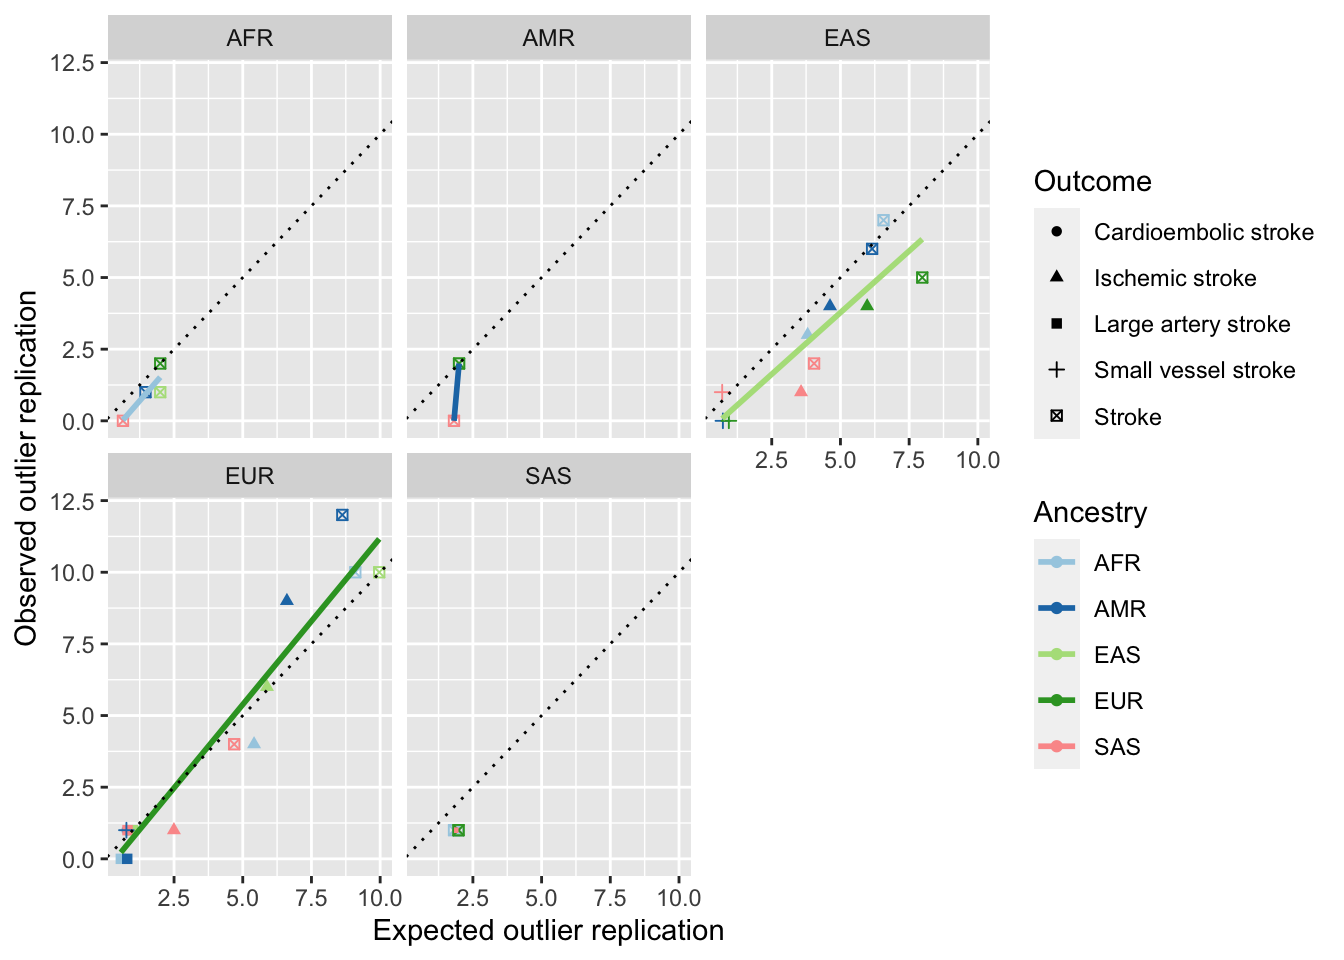 AFR
AMR
EAS
12.5
10.0
7.5
5.0
2.5
0.0
2.5 5.0 7.5 10.0
EUR
SAS
12.5
10.0
7.5
5.0
2.5
0.0
2.5 5.0 7.5 10.0
2.5 5.0 7.5 10.0
Observed outlier replication
Expected outlier replication
Outcome
Cardioembolic stroke
Ischemic stroke
Large artery stroke
Small vessel stroke
Stroke
Ancestry
AFR
AMR
EAS
EUR
SAS